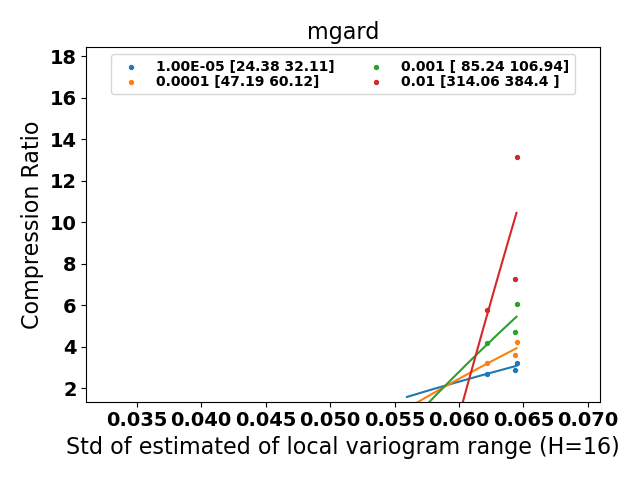 mgard
1.00E-05 [24.38 32.11]
0.0001 [47.19 60.12]
0.001 [ 85.24 106.94]
0.01 [314.06 384.4 ]
Compression Ratio
18
16
14
12
10
8
6
4
2
0.035 0.040 0.045 0.050 0.055 0.060 0.065 0.070
Std of estimated of local variogram range (H=16)